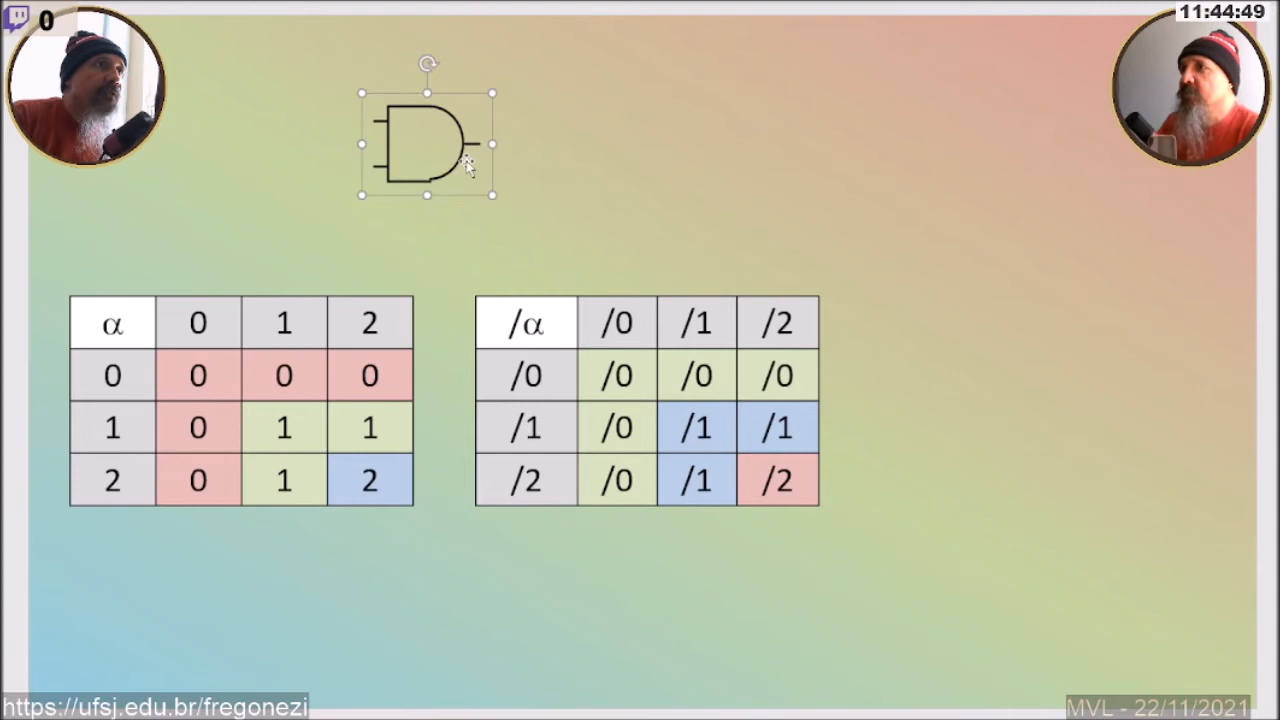 0
11:44:49
α 0 1 2
0 0 0 0
1 0 1 1
2 0 1 2
/α /0 /1 /2
/0 /0 /0 /0
/1 /0 /1 /1
/2 /0 /1 /2
https://ufsj.edu.br/fregonezi
MVL - 22/11/2021